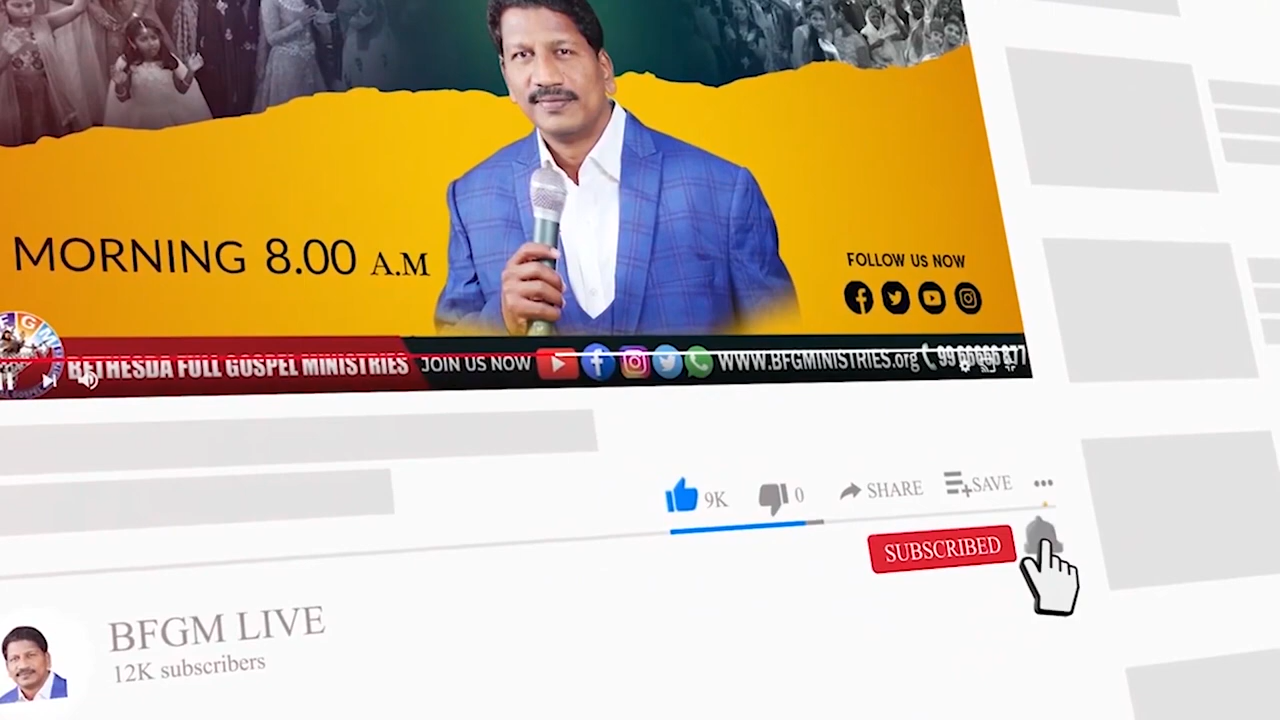 MORNING 8.00 A.M
FOLLOW US NOW
BETHESDA FULL GOSPEL MINISTRIES JOIN US NOW WWW.BFGMINISTRIES.org
9K 0 SHARE SAVE
SUBSCRIBED
BFGM LIVE
12K subscribers